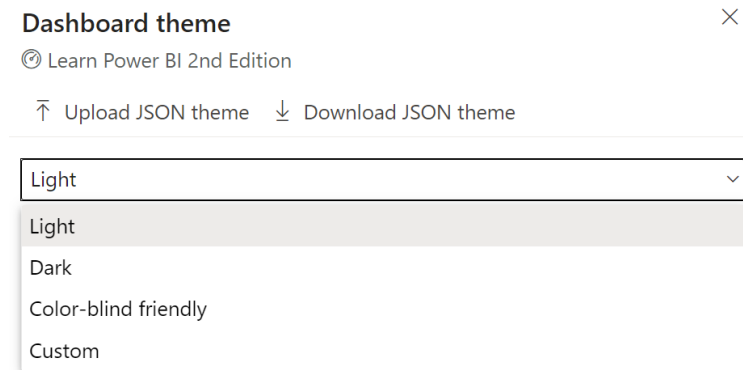 Dashboard theme
Learn Power BI 2nd Edition
Upload JSON theme Download JSON theme
Light
Light
Dark
Color-blind friendly
Custom